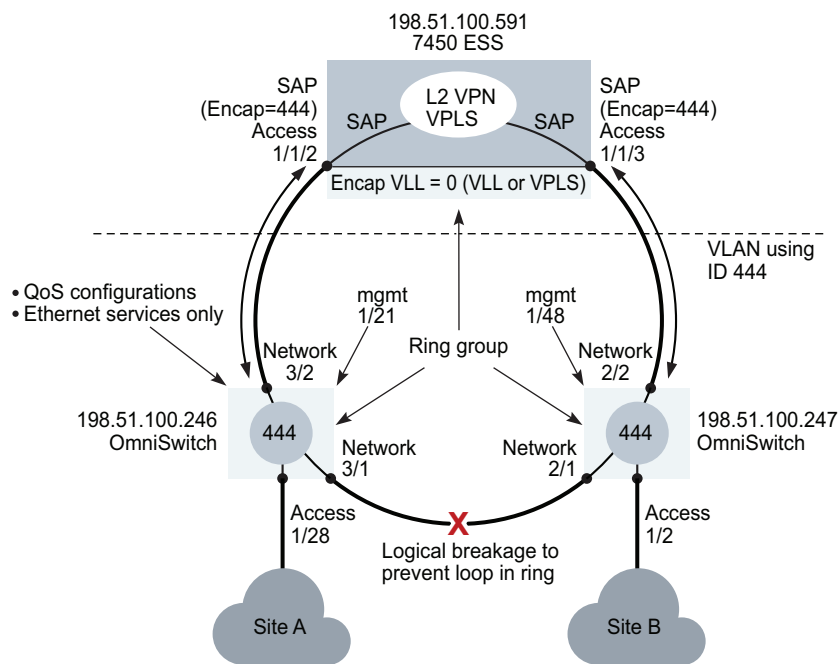 198.51.100.591
7450 ESS
SAP
(Encap=444)
Access
1/1/2
SAP
L2 VPN
VPLS
SAP
SAP
(Encap=444)
Access
1/1/3
Encap VLL = 0 (VLL or VPLS)
VLAN using
ID 444
• QoS configurations
• Ethernet services only
mgmt
1/21
mgmt
1/48
Ring group
Network
3/2
Network
2/2
198.51.100.246
OmniSwitch
444
444
198.51.100.247
OmniSwitch
Network
3/1
Network
2/1
X
Access
1/28
Logical breakage to
prevent loop in ring
Access
1/2
Site A
Site B